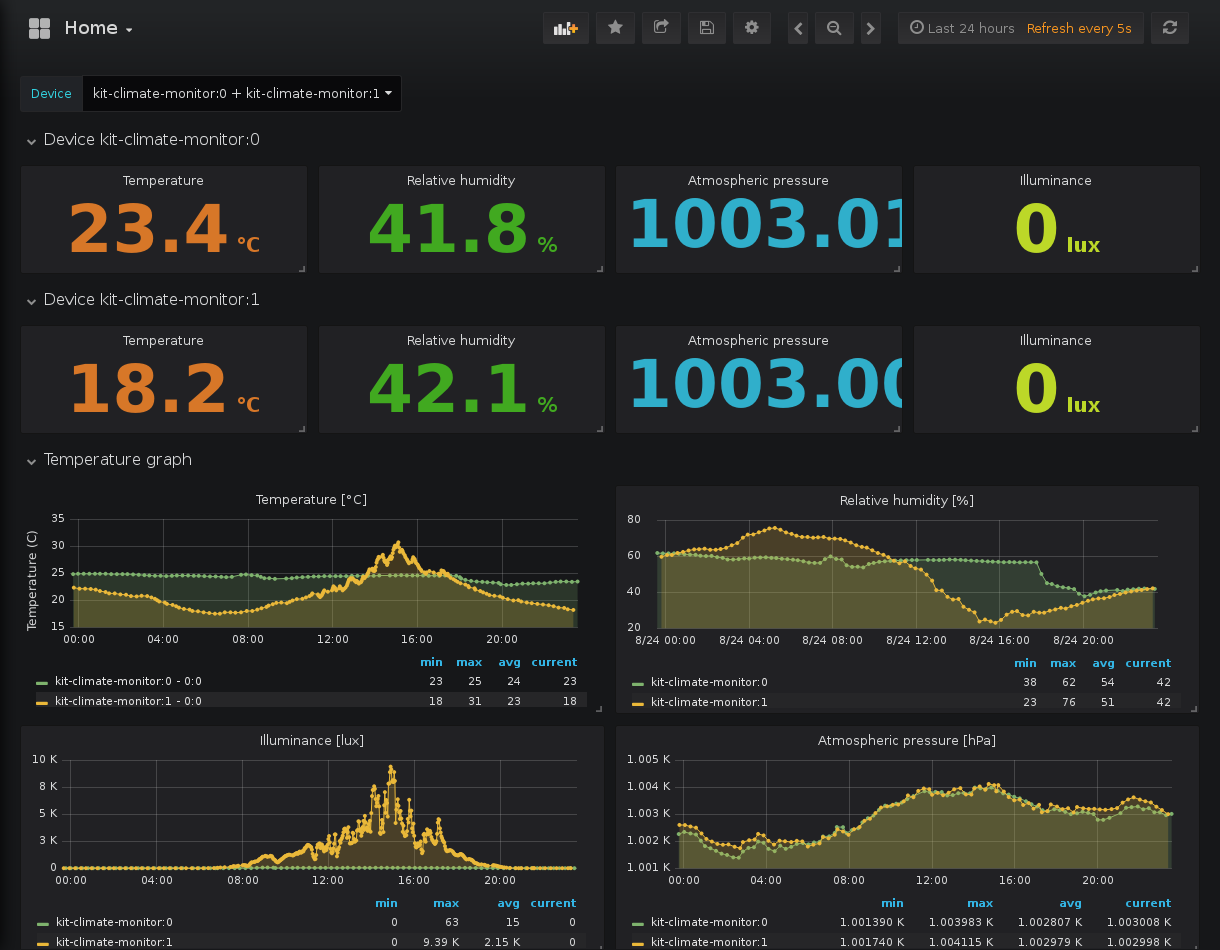 Home
Last 24 hours Refresh every 5s
Device kit-climate-monitor:0 + kit-climate-monitor:1
Device kit-climate-monitor:0
Temperature Relative humidity Atmospheric pressure Illuminance
23.4 °C 41.8 % 1003.01 0 lux
Device kit-climate-monitor:1
Temperature Relative humidity Atmospheric pressure Illuminance
18.2 °C 42.1 % 1003.00 0 lux
Temperature graph
Temperature [°C]
Temperature (C)
35
30
25
20
15
00:00 04:00 08:00 12:00 16:00 20:00
min max avg current
kit-climate-monitor:0 - 0:0 23 25 24 23
kit-climate-monitor:1 - 0:0 18 31 23 18
Relative humidity [%]
80
60
40
20
8/24 00:00 8/24 04:00 8/24 08:00 8/24 12:00 8/24 16:00 8/24 20:00
min max avg current
kit-climate-monitor:0 38 62 54 42
kit-climate-monitor:1 23 76 51 42
Illuminance [lux]
10 K
8 K
5 K
3 K
0
00:00 04:00 08:00 12:00 16:00 20:00
min max avg current
kit-climate-monitor:0 0 63 15 0
kit-climate-monitor:1 0 9.39 K 2.15 K 0
Atmospheric pressure [hPa]
1.005 K
1.004 K
1.003 K
1.002 K
1.001 K
00:00 04:00 08:00 12:00 16:00 20:00
min max avg current
kit-climate-monitor:0 1.001390 K 1.003983 K 1.002807 K 1.003008 K
kit-climate-monitor:1 1.001740 K 1.004115 K 1.002979 K 1.002998 K